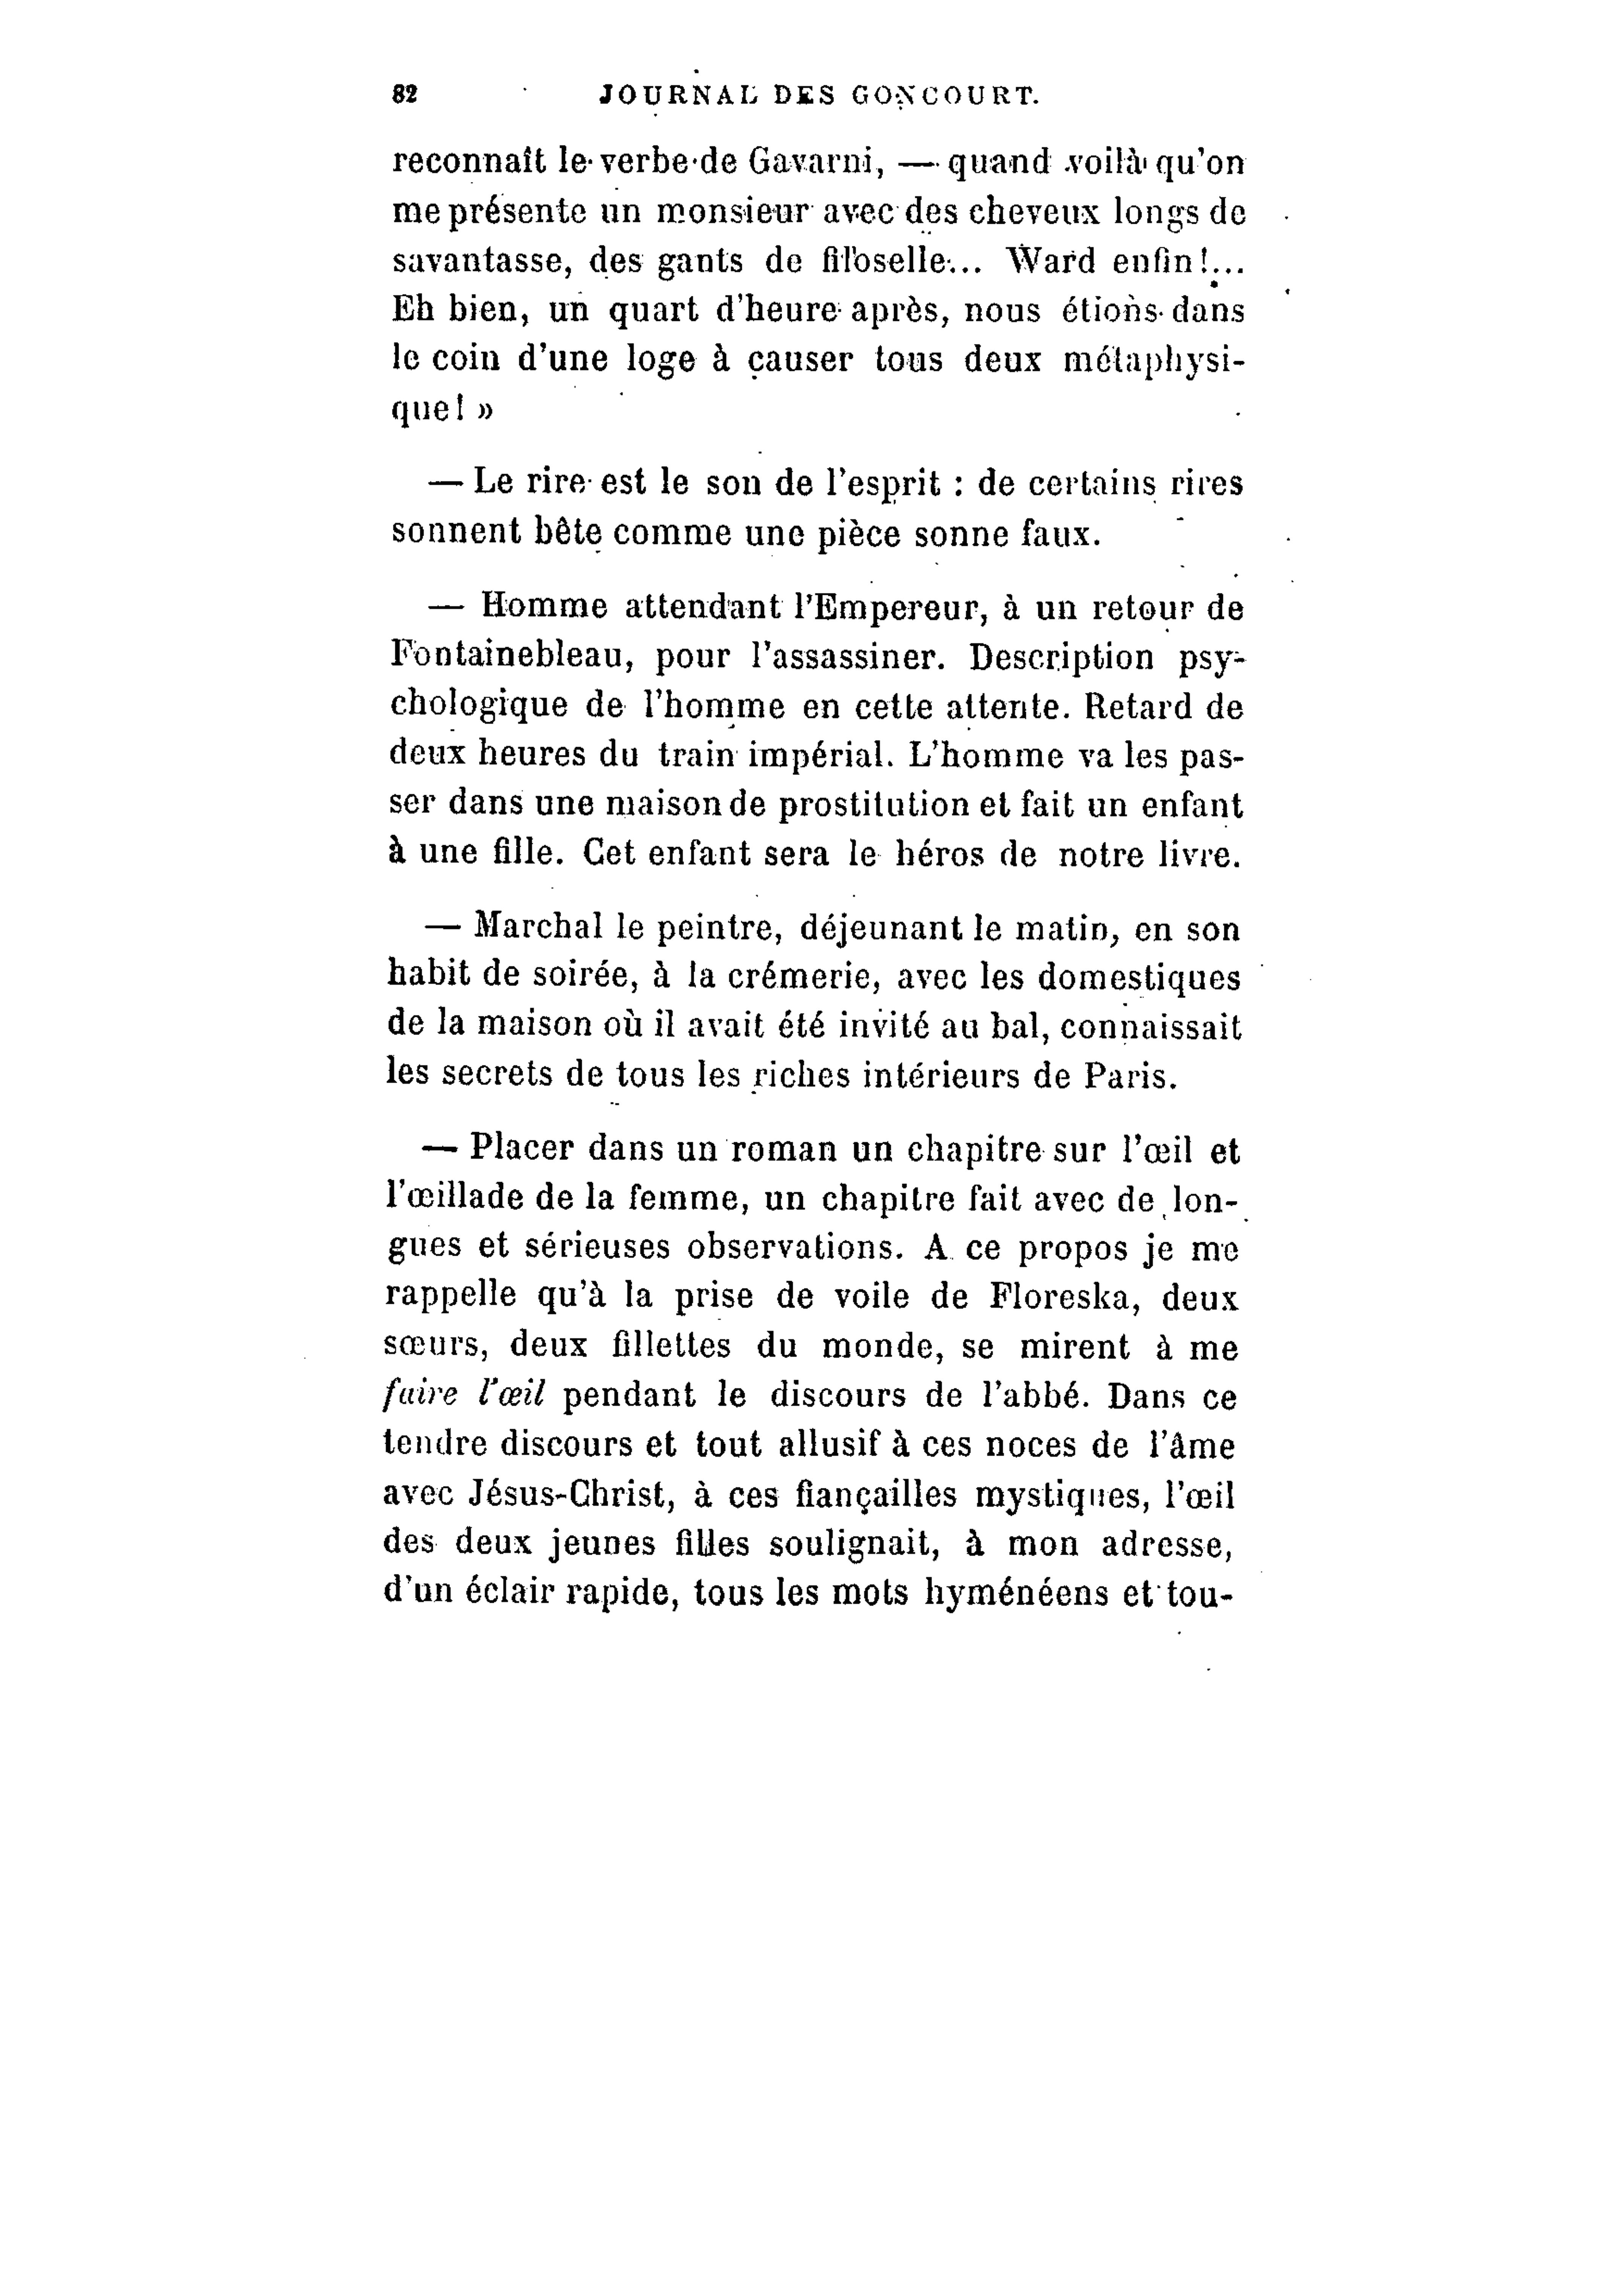 82 JOURNAL DES GONCOURT.
reconnaît le verbe de Gavarni, — quand voilà qu'on
me présente un monsieur avec des cheveux longs de
savantasse, des gants de filoselle... Ward enfin!...
Eh bien, un quart d'heure après, nous étions dans
le coin d'une loge à causer tous deux métaphysi-
que! »
— Le rire est le son de l'esprit : de certains rires
sonnent bête comme une pièce sonne faux.
— Homme attendant l'Empereur, à un retour de
Fontainebleau, pour l'assassiner. Description psy-
chologique de l'homme en cette attente. Retard de
deux heures du train impérial. L'homme va les pas-
ser dans une maison de prostitution et fait un enfant
à une fille. Cet enfant sera le héros de notre livre.
— Marchal le peintre, déjeunant le matin, en son
habit de soirée, à la crémerie, avec les domestiques
de la maison où il avait été invité au bal, connaissait
les secrets de tous les riches intérieurs de Paris.
— Placer dans un roman un chapitre sur l'œil et
l'œillade de la femme, un chapitre fait avec de lon-
gues et sérieuses observations. A ce propos je me
rappelle qu'à la prise de voile de Floreska, deux
sœurs, deux fillettes du monde, se mirent à me
faire l'œil pendant le discours de l'abbé. Dans ce
tendre discours et tout allusif à ces noces de l'âme
avec Jésus-Christ, à ces fiançailles mystiques, l'œil
des deux jeunes filles soulignait, à mon adresse,
d'un éclair rapide, tous les mots hyménéens et tou-